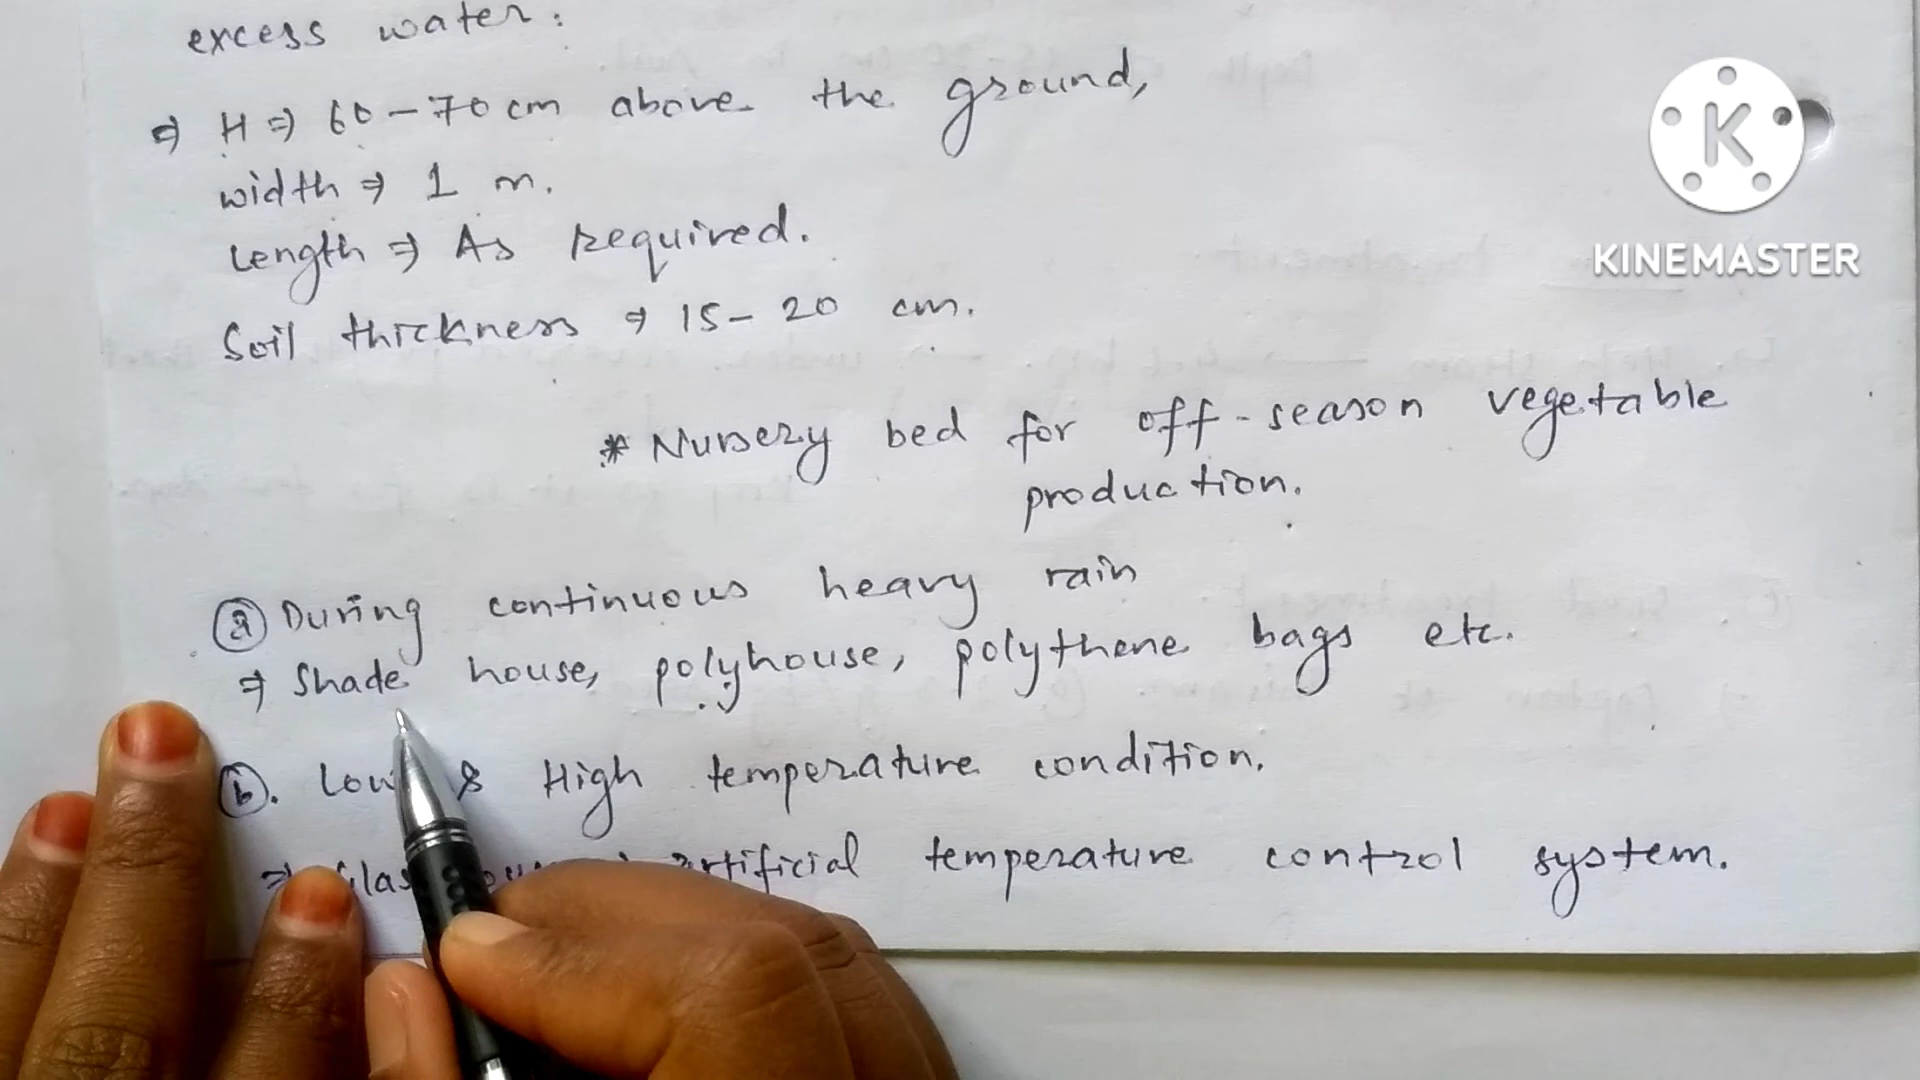 excess water.
⇒ H ⇒ 60-70 cm above the ground,
width ⇒ 1 m.
Length ⇒ As required.
Soil thickness ⇒ 15-20 cm.
* Nursery bed for off-season vegetable
production.
ⓐ During continuous heavy rain
⇒ Shade house, polyhouse, polythene bags etc.
ⓑ. Low & High temperature condition.
⇒ artificial temperature control system.
K
KINEMASTER